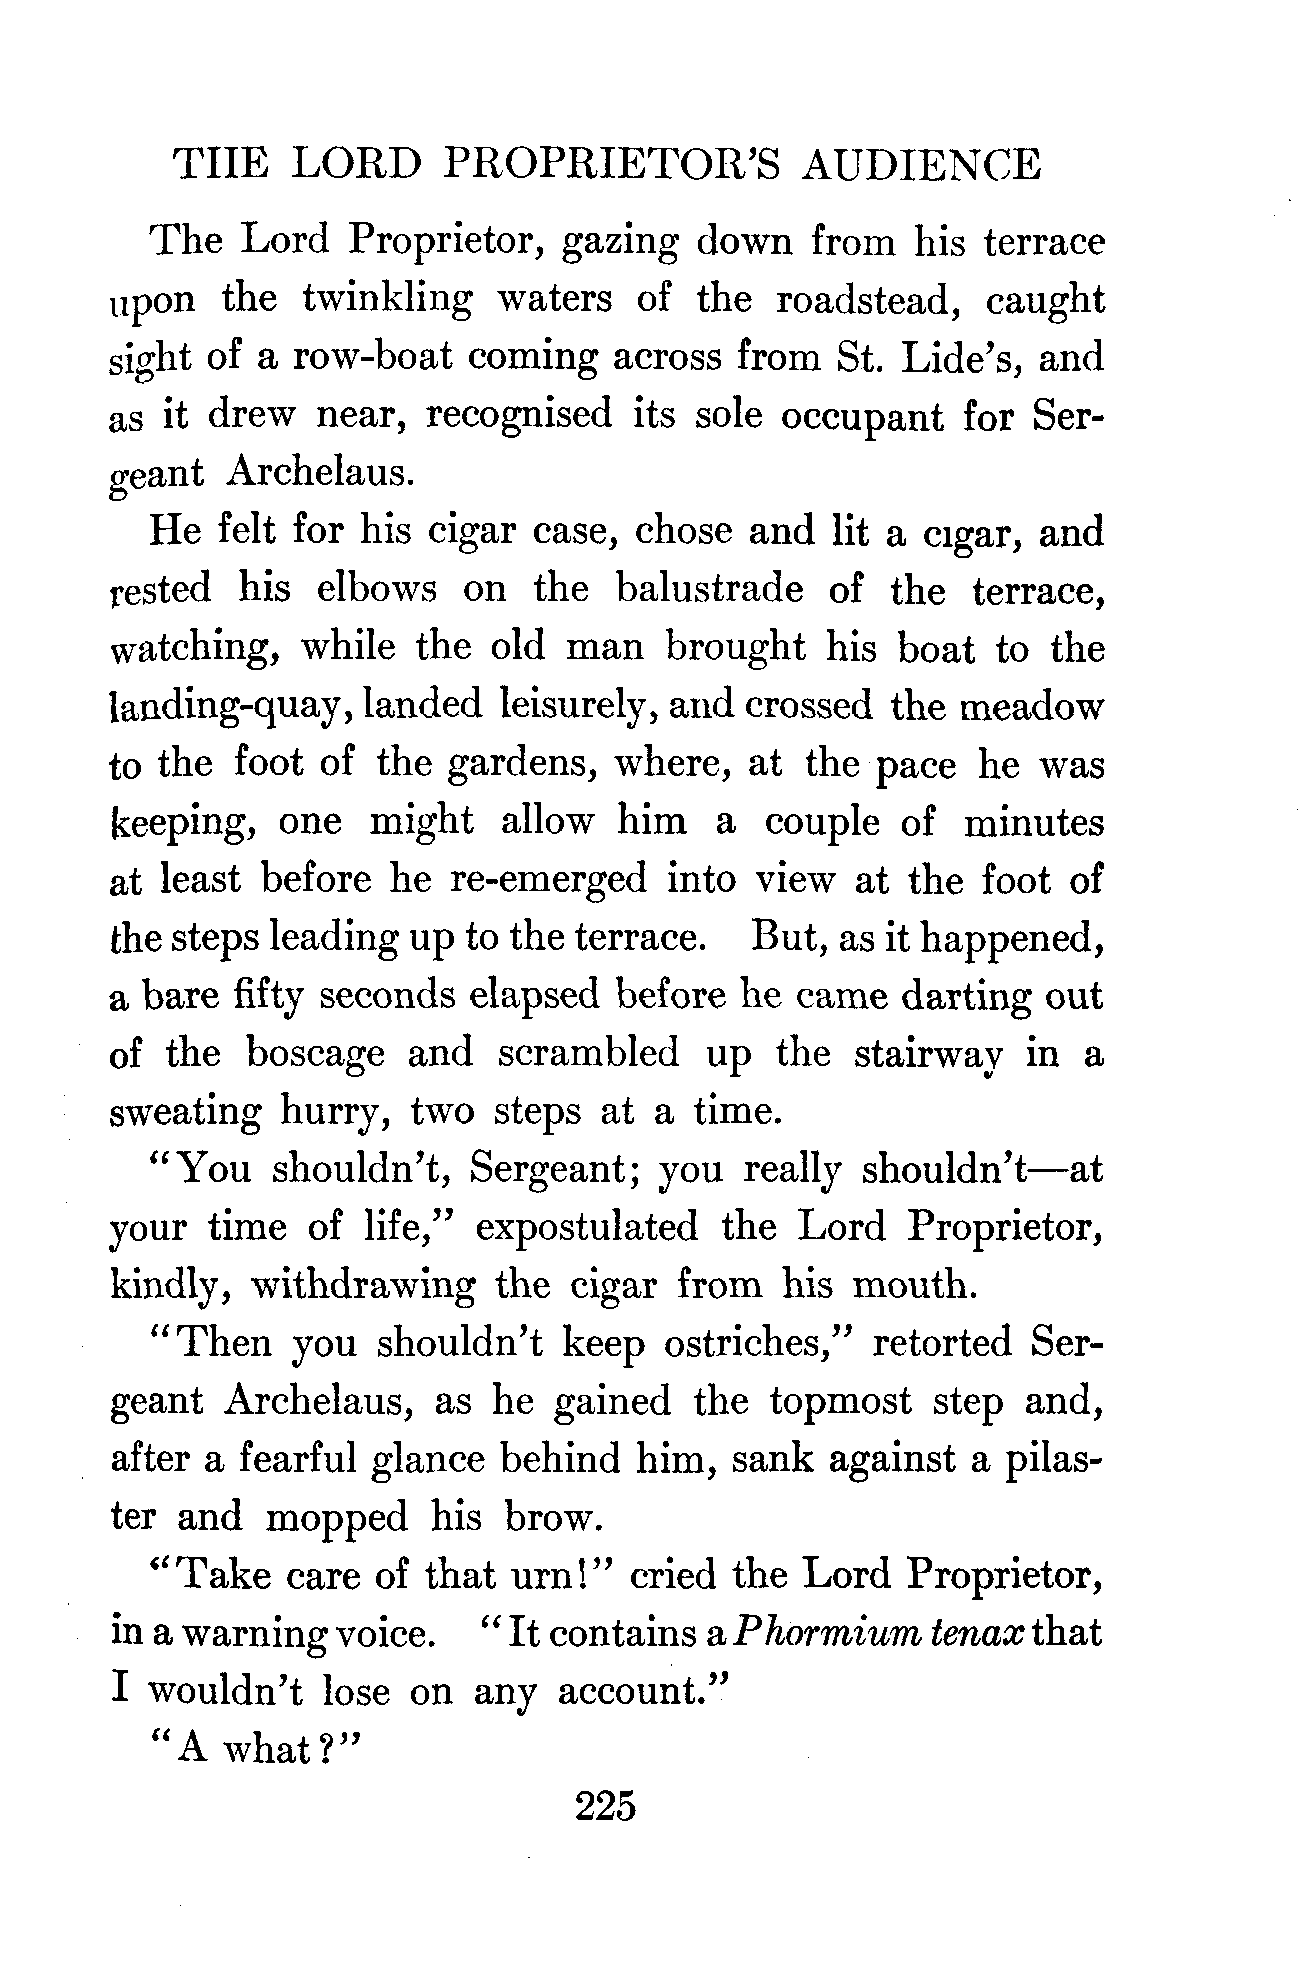 THE LORD PROPRIETOR'S AUDIENCE
The Lord Proprietor, gazing down from his terrace
upon the twinkling waters of the roadstead, caught
sight of a row-boat coming across from St. Lide's, and
as it drew near, recognised its sole occupant for Ser-
geant Archelaus.
He felt for his cigar case, chose and lit a cigar, and
rested his elbows on the balustrade of the terrace,
watching, while the old man brought his boat to the
landing-quay, landed leisurely, and crossed the meadow
to the foot of the gardens, where, at the pace he was
keeping, one might allow him a couple of minutes
at least before he re-emerged into view at the foot of
the steps leading up to the terrace. But, as it happened,
a bare fifty seconds elapsed before he came darting out
of the boscage and scrambled up the stairway in a
sweating hurry, two steps at a time.
"You shouldn't, Sergeant; you really shouldn't—at
your time of life," expostulated the Lord Proprietor,
kindly, withdrawing the cigar from his mouth.
"Then you shouldn't keep ostriches," retorted Ser-
geant Archelaus, as he gained the topmost step and,
after a fearful glance behind him, sank against a pilas-
ter and mopped his brow.
"Take care of that urn!" cried the Lord Proprietor,
in a warning voice. "It contains a Phormium tenax that
I wouldn't lose on any account."
"A what?"
225